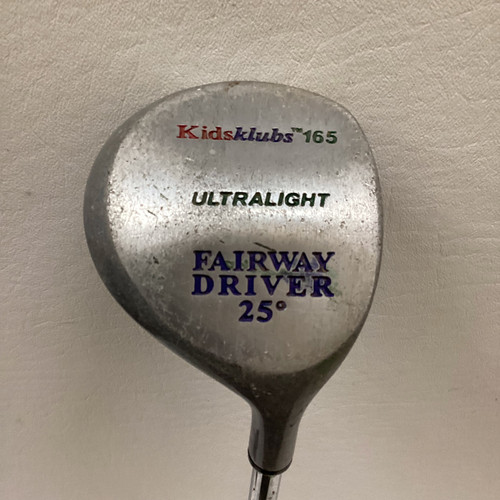 Kidsklubs™165
ULTRALIGHT
FAIRWAY
DRIVER
25°